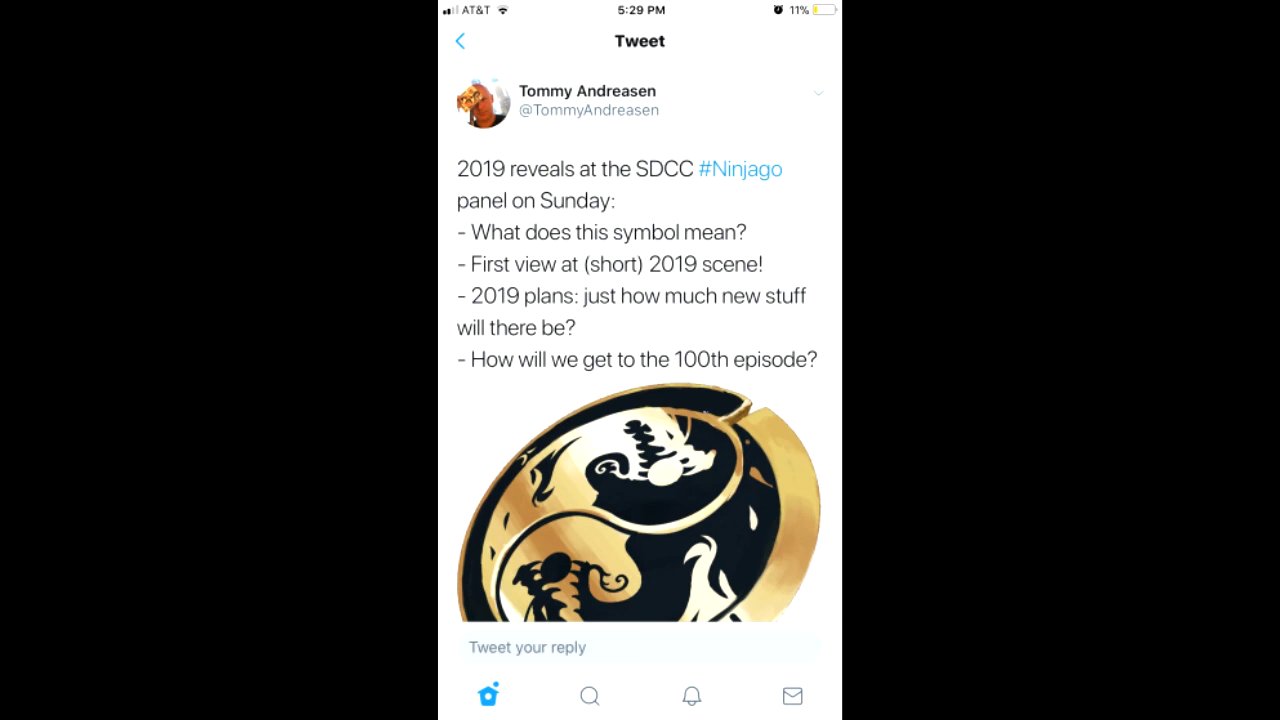 AT&T 5:29 PM 11%
Tweet
Tommy Andreasen
@TommyAndreasen
2019 reveals at the SDCC #Ninjago
panel on Sunday:
- What does this symbol mean?
- First view at (short) 2019 scene!
- 2019 plans: just how much new stuff
will there be?
- How will we get to the 100th episode?
Tweet your reply